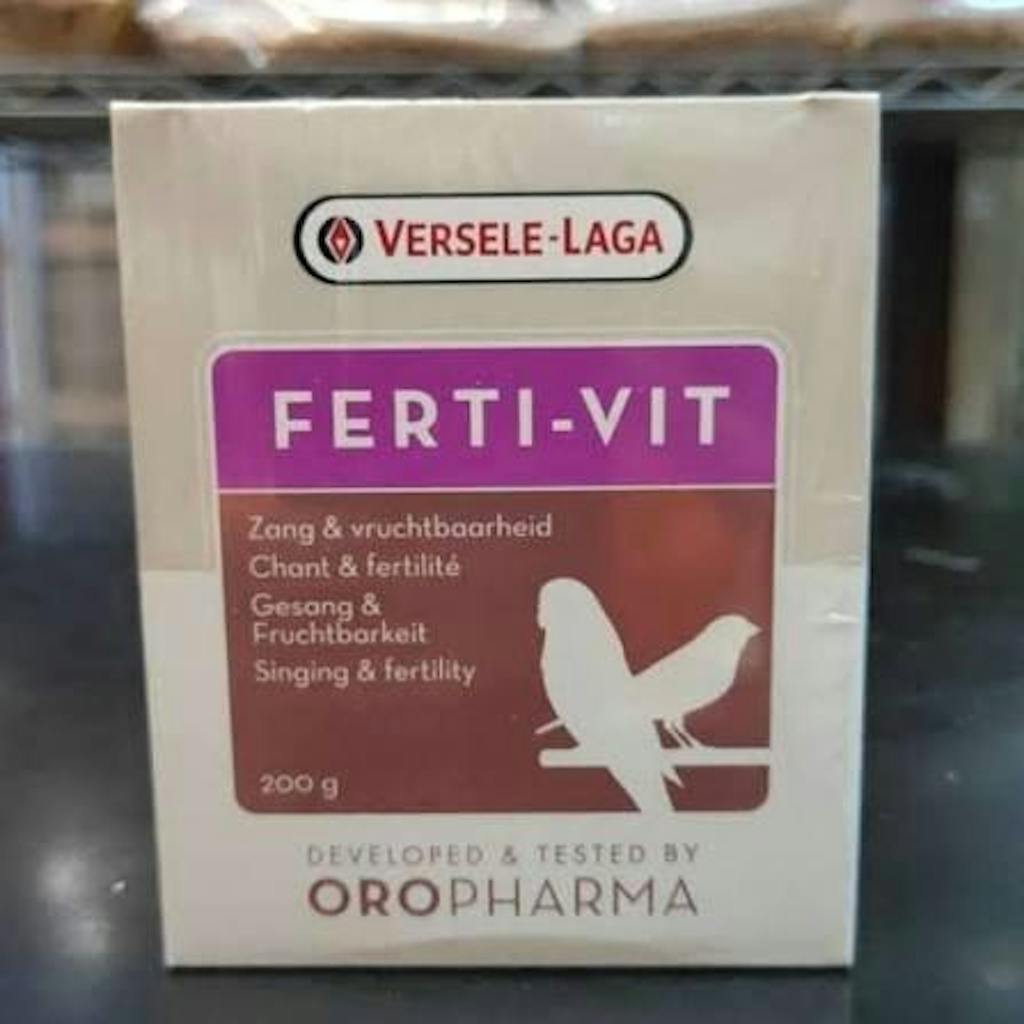 VERSELE-LAGA
FERTI-VIT
Zang & vruchtbaarheid
Chant & fertilité
Gesang &
Fruchtbarkeit
Singing & fertility
200 g
DEVELOPED & TESTED BY
OROPHARMA